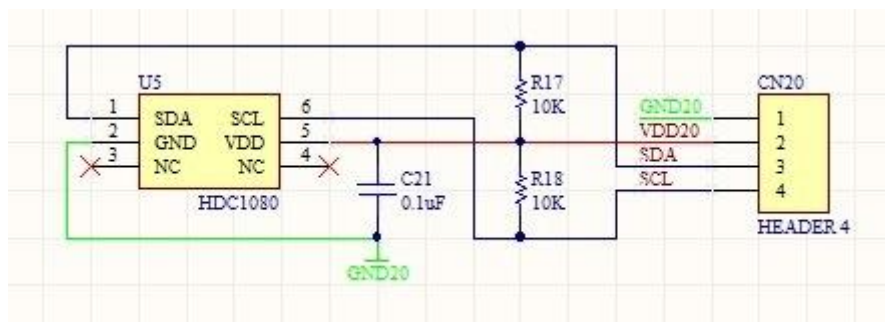 U5
1 SDA SCL 6
2 GND VDD 5
3 NC NC 4
HDC1080
C21
0.1uF
GND20
R17
10K
R18
10K
CN20
GND20 1
VDD20 2
SDA 3
SCL 4
HEADER 4